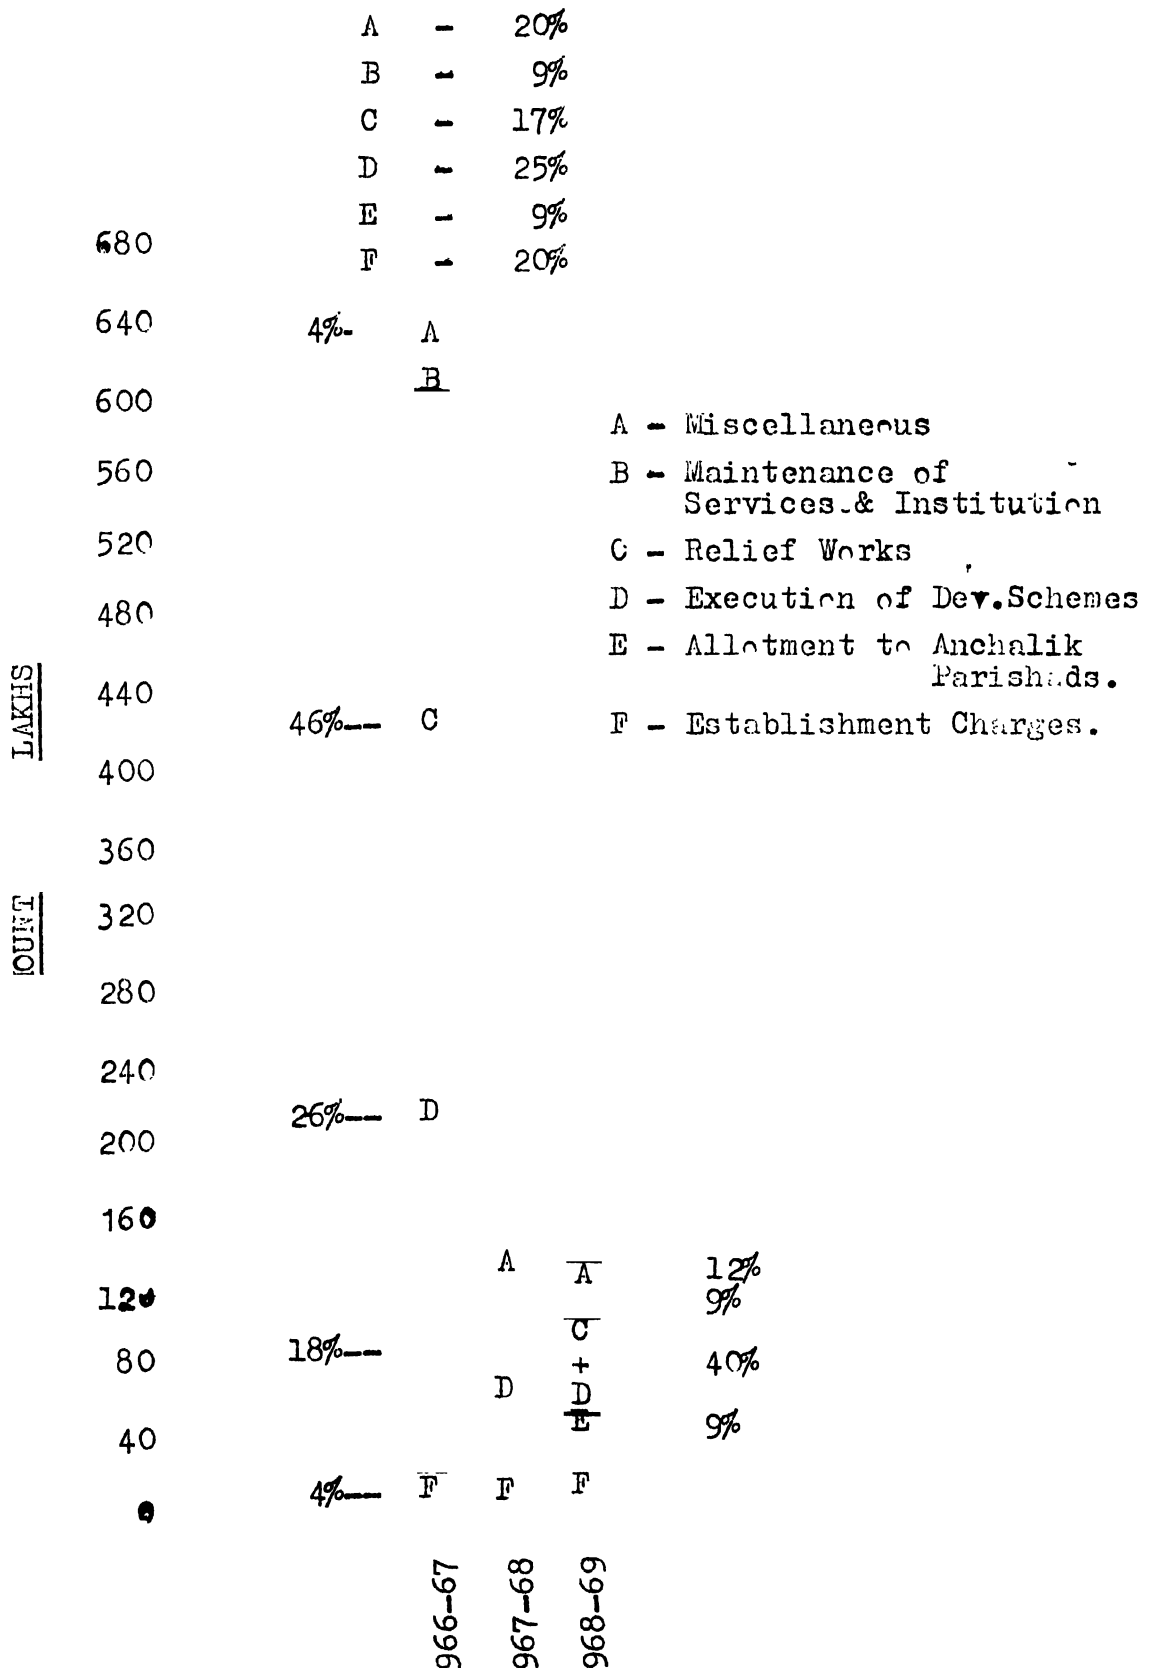 A - 20%
B - 9%
C - 17%
D - 25%
E - 9%
680
F - 20%
640 4%- A
B
600
A - Miscellaneous
560
B - Maintenance of
Services.& Institution
520
C - Relief Works
D - Execution of Dev.Schemes
480
E - Allotment to Anchalik
Parishads.
LAKHS
440
46%-- C
F - Establishment Charges.
400
360
OUNT
320
280
240
26%-- D
200
160
A A 12%
120 9%
C
18%--
80 + 40%
D D
E 9%
40
4%-- F F F
0
966-67
967-68
968-69